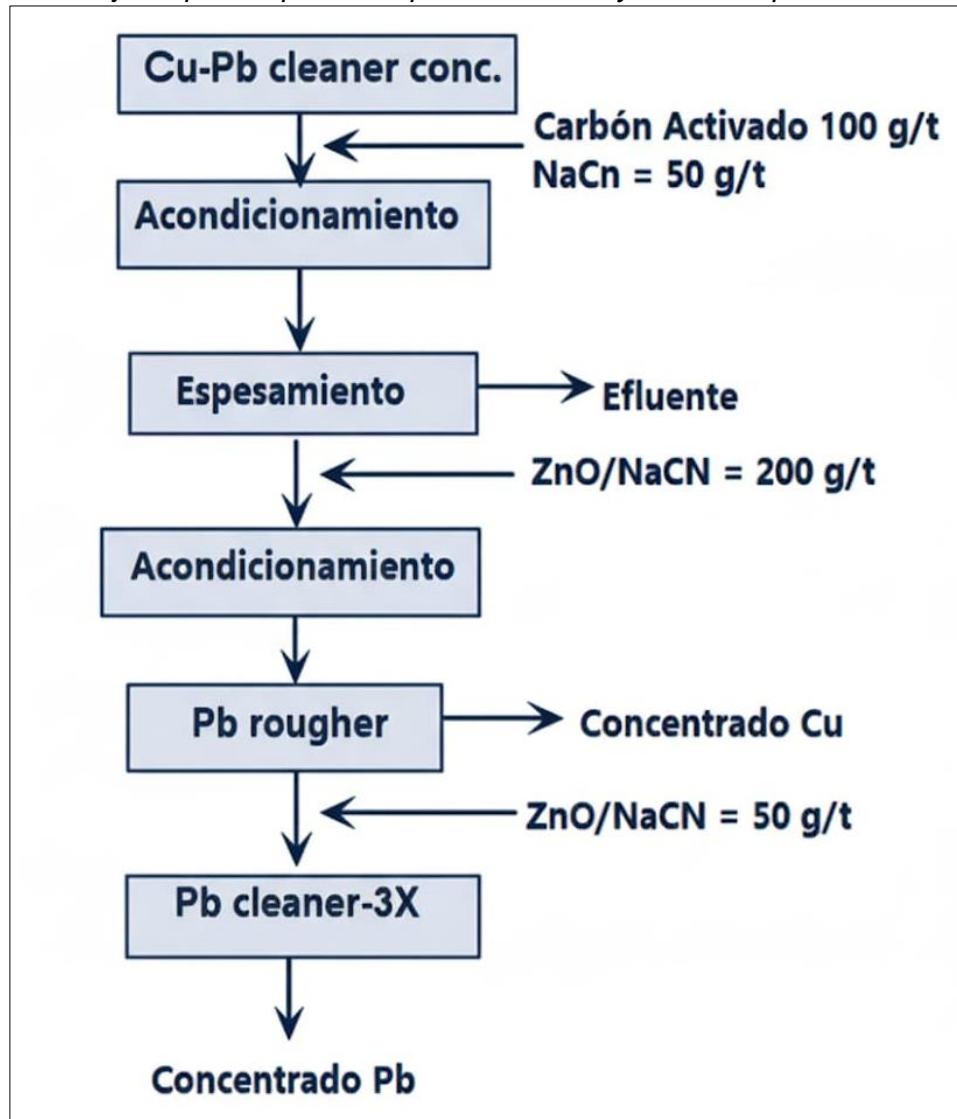 Cu-Pb cleaner conc.
Carbón Activado 100 g/t
NaCn = 50 g/t
Acondicionamiento
Espesamiento
Efluente
ZnO/NaCN = 200 g/t
Acondicionamiento
Pb rougher
Concentrado Cu
ZnO/NaCN = 50 g/t
Pb cleaner-3X
Concentrado Pb